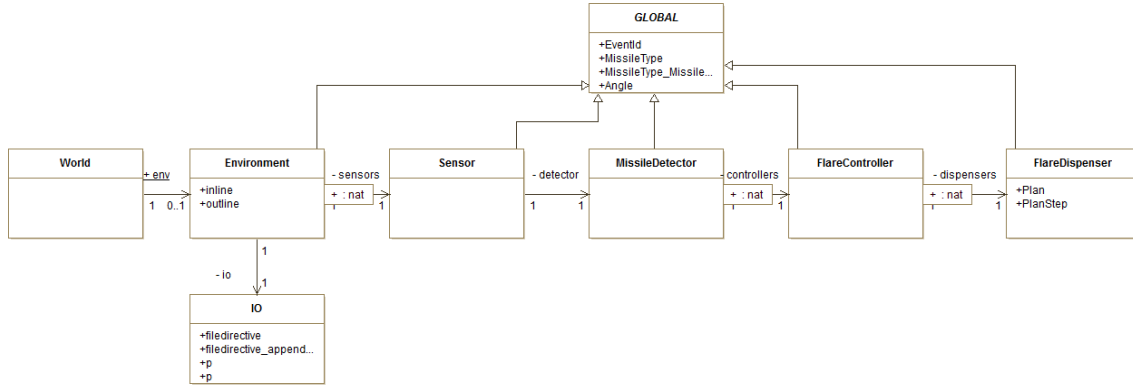 GLOBAL
+EventId
+MissileType
+MissileType_Missile...
+Angle
World
+ env
1
0..1
Environment
+inline
+outline
- sensors
+ : nat
1
Sensor
- detector
1
1
MissileDetector
- controllers
+ : nat
1
FlareController
- dispensers
+ : nat
1
FlareDispenser
+Plan
+PlanStep
1
- io
1
IO
+filedirective
+filedirective_append...
+p
+p